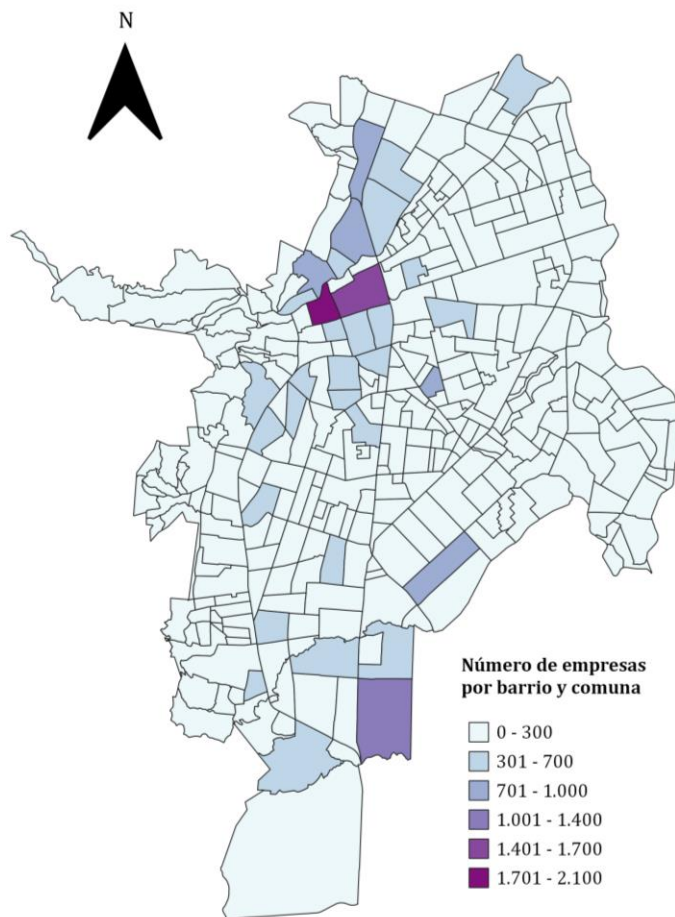 N
Número de empresas
por barrio y comuna
0 - 300
301 - 700
701 - 1.000
1.001 - 1.400
1.401 - 1.700
1.701 - 2.100